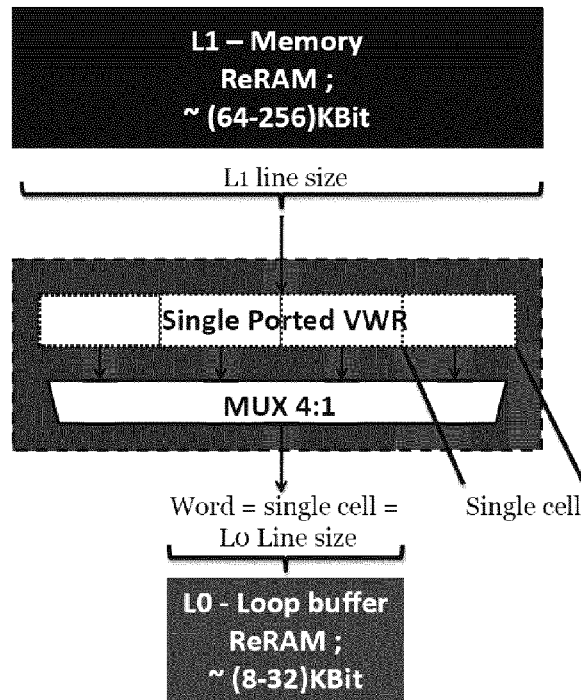 L1 – Memory
ReRAM ;
~ (64-256)KBit
L1 line size
Single Ported VWR
MUX 4:1
Word = single cell =
L0 Line size
Single cell
L0 - Loop buffer
ReRAM ;
~ (8-32)KBit